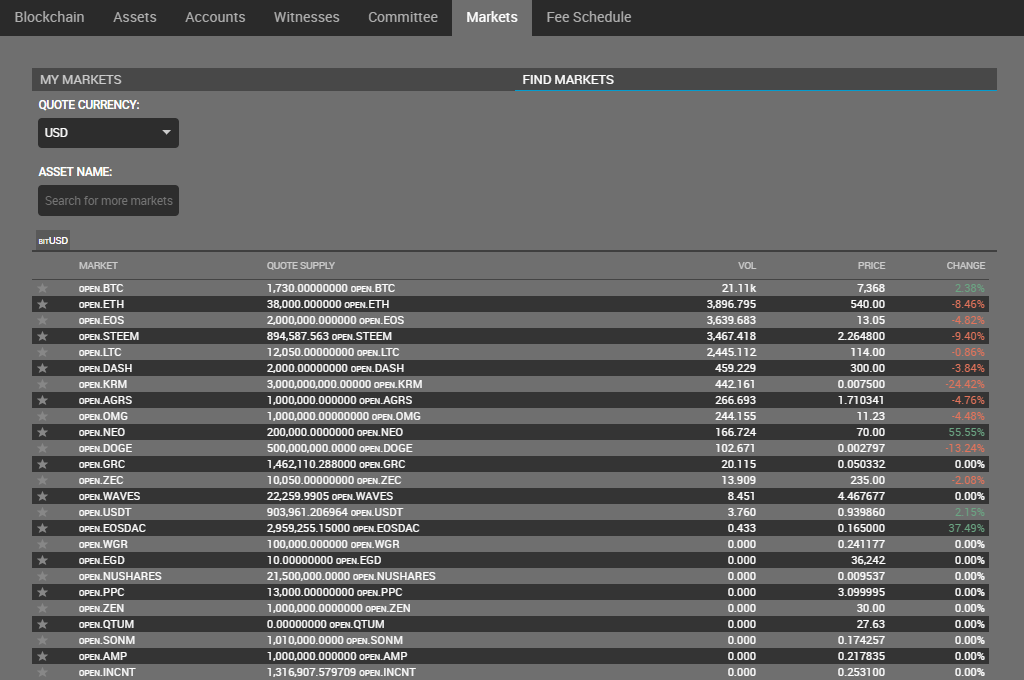 Blockchain Assets Accounts Witnesses Committee Markets Fee Schedule
MY MARKETS FIND MARKETS
QUOTE CURRENCY:
USD
ASSET NAME:
Search for more markets
BITUSD
MARKET QUOTE SUPPLY VOL PRICE CHANGE
OPEN.BTC 1,730.00000000 OPEN.BTC 21.11k 7,368 2.38%
OPEN.ETH 38,000.000000 OPEN.ETH 3,896.795 540.00 -8.46%
OPEN.EOS 2,000,000.000000 OPEN.EOS 3,639.683 13.05 -4.82%
OPEN.STEEM 894,587.563 OPEN.STEEM 3,467.418 2.264800 -9.40%
OPEN.LTC 12,050.00000000 OPEN.LTC 2,445.112 114.00 -0.86%
OPEN.DASH 2,000.00000000 OPEN.DASH 459.229 300.00 -3.84%
OPEN.KRM 3,000,000,000.00000 OPEN.KRM 442.161 0.007500 -24.42%
OPEN.AGRS 1,000,000.00000000 OPEN.AGRS 266.693 1.710341 -4.76%
OPEN.OMG 1,000,000.00000000 OPEN.OMG 244.155 11.23 -4.48%
OPEN.NEO 200,000.0000000 OPEN.NEO 166.724 70.00 55.55%
OPEN.DOGE 500,000,000.0000 OPEN.DOGE 102.671 0.002797 -13.24%
OPEN.GRC 1,462,110.288000 OPEN.GRC 20.115 0.050332 0.00%
OPEN.ZEC 10,050.00000000 OPEN.ZEC 13.909 235.00 -2.08%
OPEN.WAVES 22,259.9905 OPEN.WAVES 8.451 4.467677 0.00%
OPEN.USDT 903,961.206964 OPEN.USDT 3.760 0.939860 2.15%
OPEN.EOSDAC 2,959,255.15000 OPEN.EOSDAC 0.433 0.165000 37.49%
OPEN.WGR 100,000.000000 OPEN.WGR 0.000 0.241177 0.00%
OPEN.EGD 10.00000000 OPEN.EGD 0.000 36,242 0.00%
OPEN.NUSHARES 21,500,000.0000 OPEN.NUSHARES 0.000 0.009537 0.00%
OPEN.PPC 13,000.00000000 OPEN.PPC 0.000 3.099995 0.00%
OPEN.ZEN 1,000,000.0000000 OPEN.ZEN 0.000 30.00 0.00%
OPEN.QTUM 0.00000000 OPEN.QTUM 0.000 27.63 0.00%
OPEN.SONM 1,010,000.0000 OPEN.SONM 0.000 0.174257 0.00%
OPEN.AMP 1,000,000.0000000 OPEN.AMP 0.000 0.217835 0.00%
OPEN.INCNT 1,316,907.579709 OPEN.INCNT 0.000 0.253100 0.00%